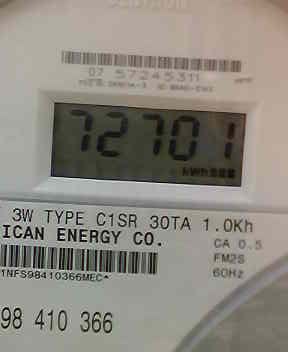 07 57245311
72701
kWh
3W TYPE C1SR 30TA 1.0Kh
ICAN ENERGY CO.
CA 0.5
FM2S
60Hz
1NFS98410366MEC*
98 410 366